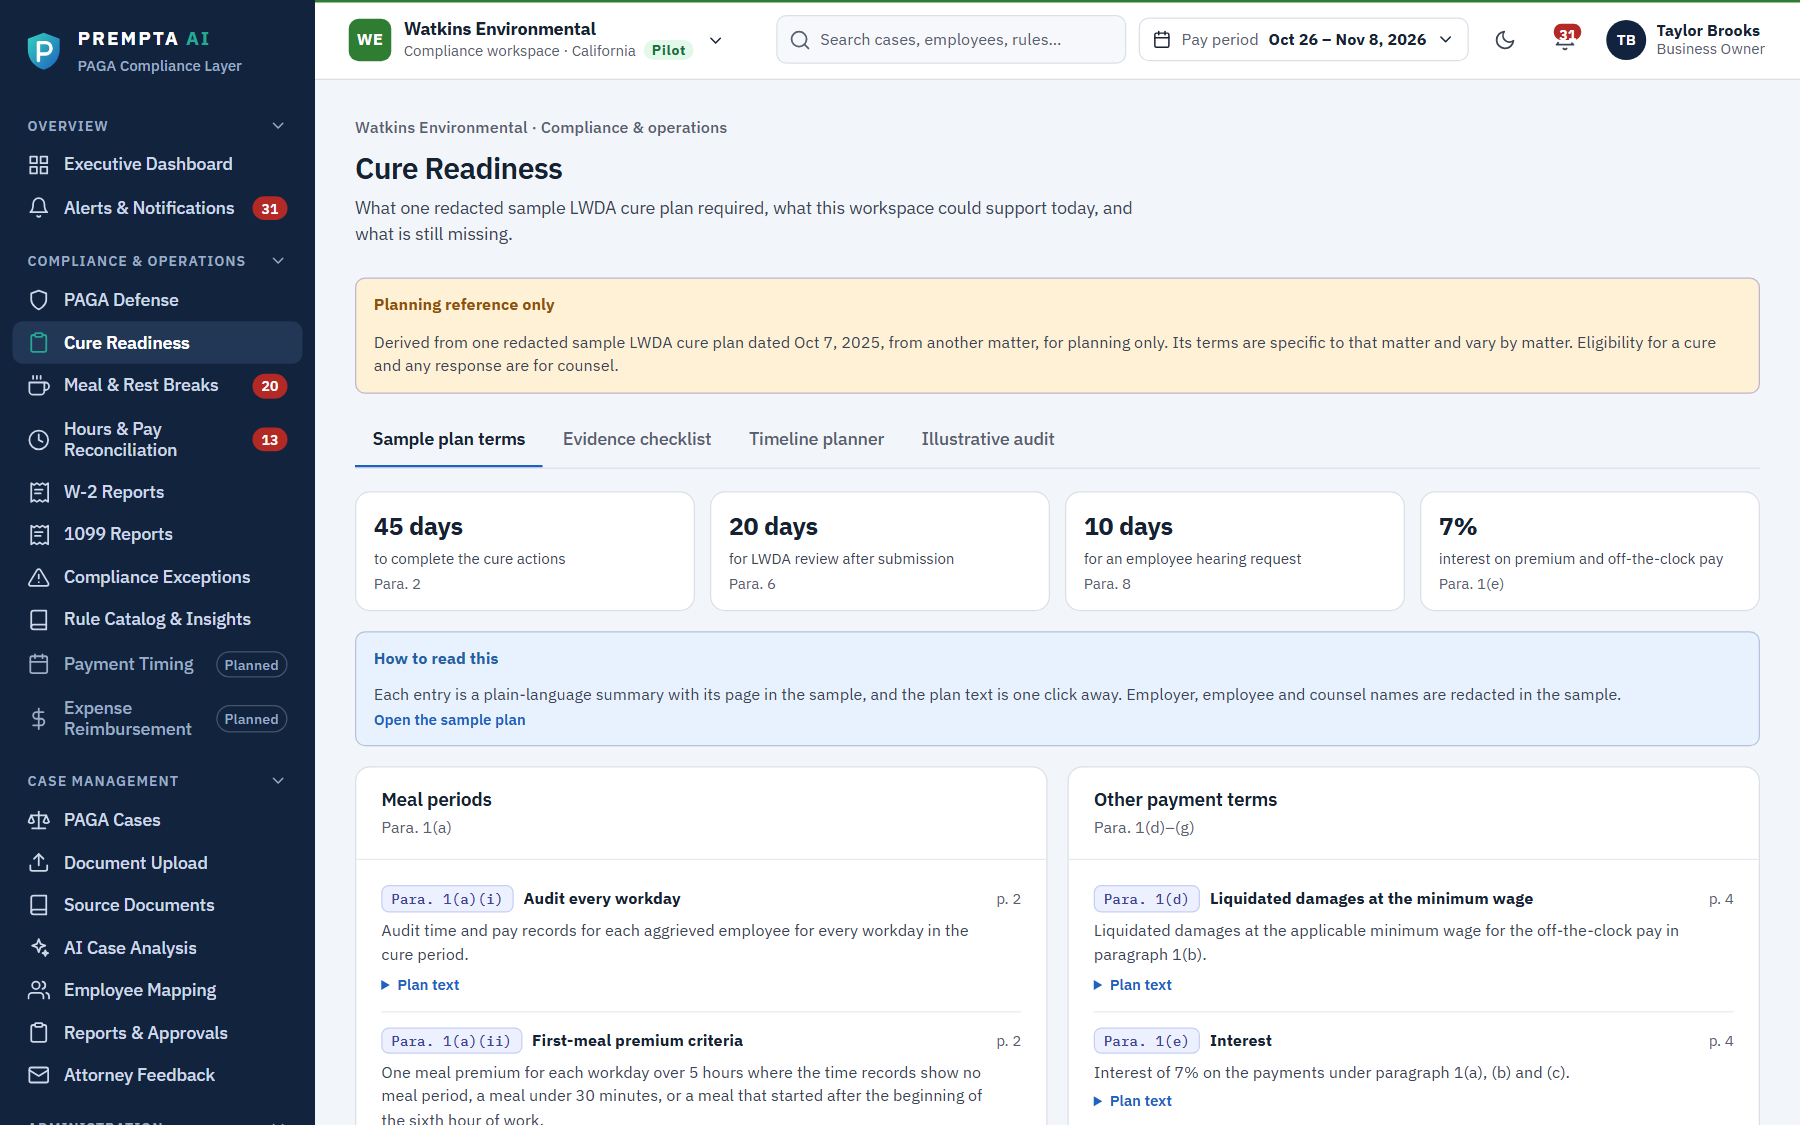 PREMPTA AI
PAGA Compliance Layer
OVERVIEW
Executive Dashboard
Alerts & Notifications 31
COMPLIANCE & OPERATIONS
PAGA Defense
Cure Readiness
Meal & Rest Breaks 20
Hours & Pay
Reconciliation 13
W-2 Reports
1099 Reports
Compliance Exceptions
Rule Catalog & Insights
Payment Timing Planned
Expense
Reimbursement Planned
CASE MANAGEMENT
PAGA Cases
Document Upload
Source Documents
AI Case Analysis
Employee Mapping
Reports & Approvals
Attorney Feedback
ADMINISTRATION
WE Watkins Environmental
Compliance workspace · California Pilot
Search cases, employees, rules...
Pay period Oct 26 – Nov 8, 2026
31
TB Taylor Brooks
Business Owner
Watkins Environmental · Compliance & operations
Cure Readiness
What one redacted sample LWDA cure plan required, what this workspace could support today, and
what is still missing.
Planning reference only
Derived from one redacted sample LWDA cure plan dated Oct 7, 2025, from another matter, for planning only. Its terms are specific to that matter and vary by matter. Eligibility for a cure
and any response are for counsel.
Sample plan terms Evidence checklist Timeline planner Illustrative audit
45 days
to complete the cure actions
Para. 2
20 days
for LWDA review after submission
Para. 6
10 days
for an employee hearing request
Para. 8
7%
interest on premium and off-the-clock pay
Para. 1(e)
How to read this
Each entry is a plain-language summary with its page in the sample, and the plan text is one click away. Employer, employee and counsel names are redacted in the sample.
Open the sample plan
Meal periods
Para. 1(a)
Para. 1(a)(i) Audit every workday p. 2
Audit time and pay records for each aggrieved employee for every workday in the
cure period.
Plan text
Para. 1(a)(ii) First-meal premium criteria p. 2
One meal premium for each workday over 5 hours where the time records show no
meal period, a meal under 30 minutes, or a meal that started after the beginning of
the sixth hour of work.
Other payment terms
Para. 1(d)–(g)
Para. 1(d) Liquidated damages at the minimum wage p. 4
Liquidated damages at the applicable minimum wage for the off-the-clock pay in
paragraph 1(b).
Plan text
Para. 1(e) Interest p. 4
Interest of 7% on the payments under paragraph 1(a), (b) and (c).
Plan text